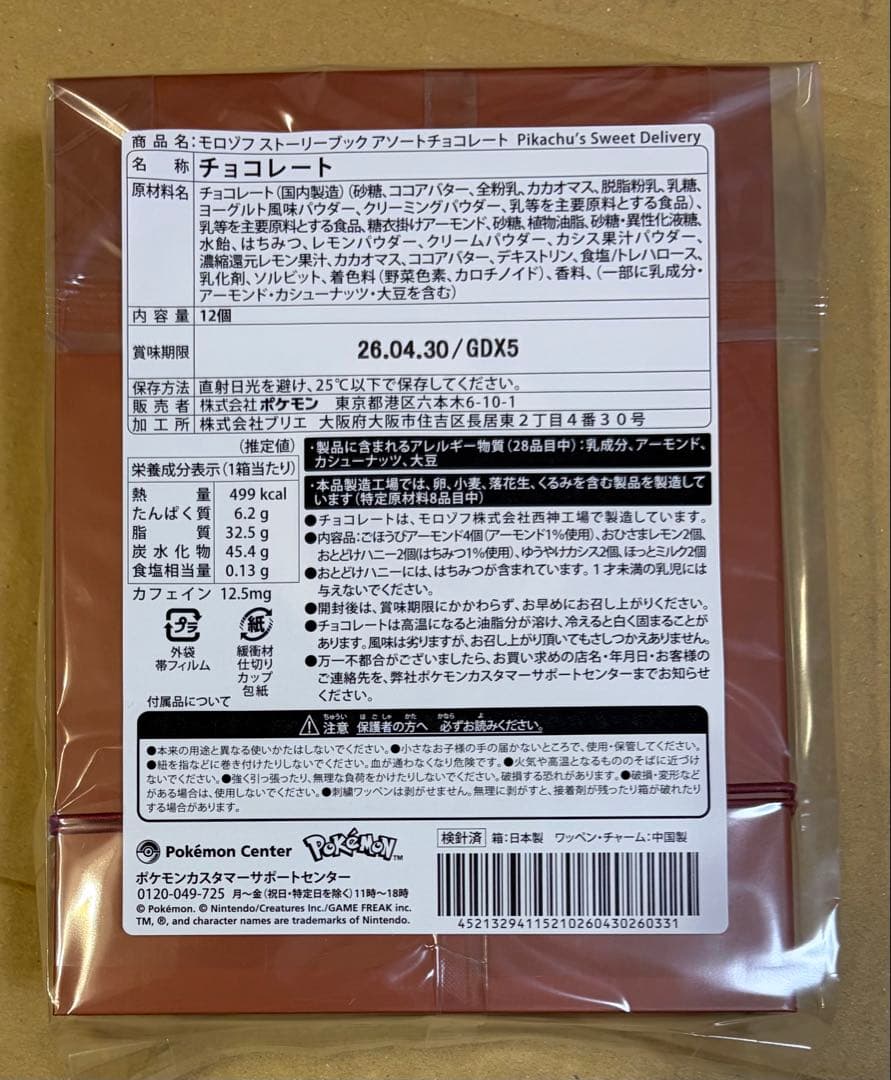 商品名:モロゾフ ストーリーブック アソートチョコレート Pikachu's Sweet Delivery
名称 チョコレート
原材料名 チョコレート(国内製造)(砂糖、ココアバター、全粉乳、カカオマス、脱脂粉乳、乳糖、
ヨーグルト風味パウダー、クリーミングパウダー、乳等を主要原料とする食品)、
乳等を主要原料とする食品、糖衣掛けアーモンド、砂糖、植物油脂、砂糖・異性化液糖、
水飴、はちみつ、レモンパウダー、クリームパウダー、カシス果汁パウダー、
濃縮還元レモン果汁、カカオマス、ココアバター、デキストリン、食塩/トレハロース、
乳化剤、ソルビット、着色料(野菜色素、カロチノイド)、香料、(一部に乳成分・
アーモンド・カシューナッツ・大豆を含む)
内容量 12個
賞味期限 26.04.30/GDX5
保存方法 直射日光を避け、25℃以下で保存してください。
販売者 株式会社ポケモン 東京都港区六本木6-10-1
加工所 株式会社プリエ 大阪府大阪市住吉区長居東2丁目4番30号
(推定値)
栄養成分表示(1箱当たり)
熱量 499 kcal
たんぱく質 6.2 g
脂質 32.5 g
炭水化物 45.4 g
食塩相当量 0.13 g
カフェイン 12.5mg
プラ
外袋
帯フィルム
紙
緩衝材
仕切り
カップ
包紙
付属品について
・製品に含まれるアレルギー物質(28品目中):乳成分、アーモンド、
カシューナッツ、大豆
・本品製造工場では、卵、小麦、落花生、くるみを含む製品を製造して
います(特定原材料8品目中)
●チョコレートは、モロゾフ株式会社西神工場で製造しています。
●内容品:ごほうびアーモンド4個(アーモンド1%使用)、おひさまレモン2個、
おとどけハニー2個(はちみつ1%使用)、ゆうやけカシス2個、ほっとミルク2個
●おとどけハニーには、はちみつが含まれています。1才未満の乳児には
与えないでください。
●開封後は、賞味期限にかかわらず、お早めにお召し上がりください。
●チョコレートは高温になると油脂分が溶け、冷えると白く固まることが
あります。風味は劣りますが、お召し上がり頂いてもさしつかえありません。
●万一不都合がございましたら、お買い求めの店名・年月日・お客様の
ご連絡先を、弊社ポケモンカスタマーサポートセンターまでお知らせ
ください。
ちゅうい ほごしゃ かた かなら よ
注意 保護者の方へ 必ずお読みください。
●本来の用途と異なる使いかたはしないでください。●小さなお子様の手の届かないところで、使用・保管してください。
●紐を指などに巻き付けたりしないでください。血が通わなくなり危険です。●火気や高温となるもののそばに近づけ
ないでください。●強く引っ張ったり、無理な負荷をかけたりしないでください。破損する恐れがあります。●破損・変形など
がある場合は、使用しないでください。●刺繍ワッペンは剥がせません。無理に剥がすと、接着剤が残ったり箱が破れたり
する場合があります。
Pokémon Center POKéMON TM
ポケモンカスタマーサポートセンター
0120-049-725 月〜金(祝日・特定日を除く)11時〜18時
© Pokémon. © Nintendo/Creatures Inc./GAME FREAK inc.
TM, ®, and character names are trademarks of Nintendo.
検針済 箱:日本製 ワッペン・チャーム:中国製
45213294115210260430260331